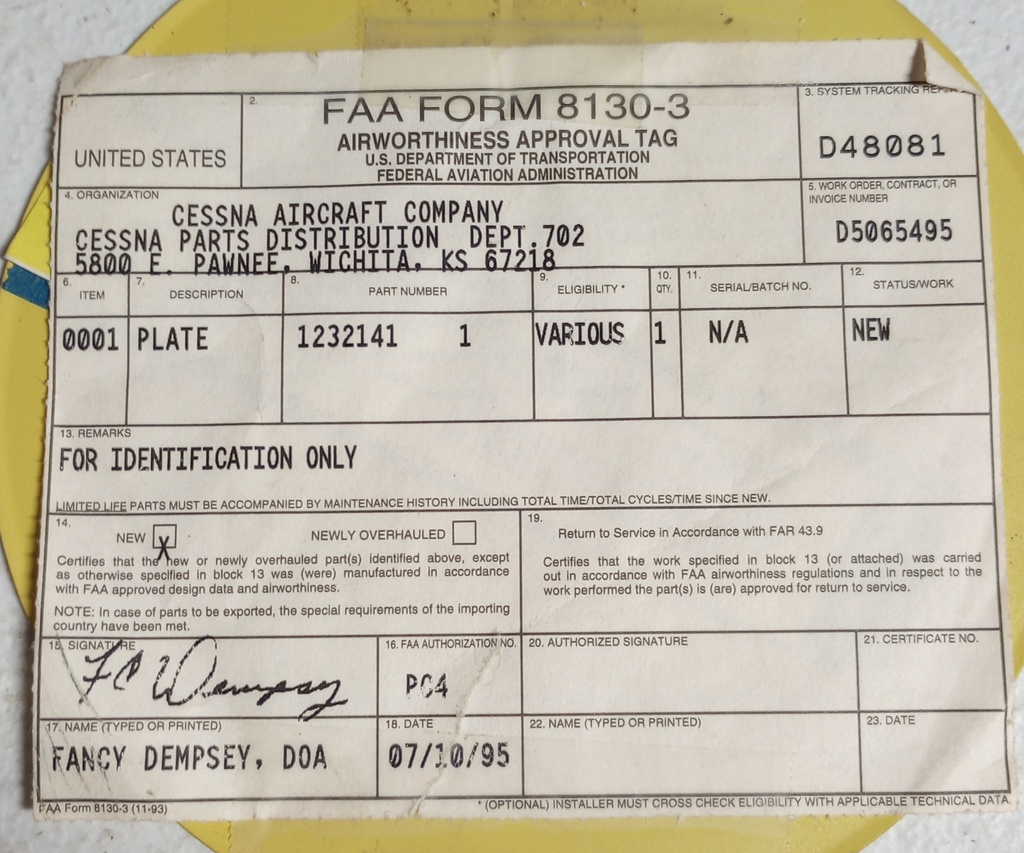 1.
UNITED STATES
2.
FAA FORM 8130-3
AIRWORTHINESS APPROVAL TAG
U.S. DEPARTMENT OF TRANSPORTATION
FEDERAL AVIATION ADMINISTRATION
3. SYSTEM TRACKING
D48081
4. ORGANIZATION
CESSNA AIRCRAFT COMPANY
CESSNA PARTS DISTRIBUTION DEPT.702
5800 E. PAWNEE, WICHITA, KS 67218
5. WORK ORDER, CONTRACT, OR
INVOICE NUMBER
D5065495
6. ITEM 7. DESCRIPTION 8. PART NUMBER 9. ELIGIBILITY * 10. QTY. 11. SERIAL/BATCH NO. 12. STATUS/WORK
0001 PLATE 1232141 1 VARIOUS 1 N/A NEW
13. REMARKS
FOR IDENTIFICATION ONLY
LIMITED LIFE PARTS MUST BE ACCOMPANIED BY MAINTENANCE HISTORY INCLUDING TOTAL TIME/TOTAL CYCLES/TIME SINCE NEW.
14.
NEW X NEWLY OVERHAULED
Certifies that the new or newly overhauled part(s) identified above, except
as otherwise specified in block 13 was (were) manufactured in accordance
with FAA approved design data and airworthiness.
NOTE: In case of parts to be exported, the special requirements of the importing
country have been met.
19.
Return to Service in Accordance with FAR 43.9
Certifies that the work specified in block 13 (or attached) was carried
out in accordance with FAA airworthiness regulations and in respect to the
work performed the part(s) is (are) approved for return to service.
15. SIGNATURE
FC Dempsey
16. FAA AUTHORIZATION NO.
PC4
20. AUTHORIZED SIGNATURE
21. CERTIFICATE NO.
17. NAME (TYPED OR PRINTED)
FANCY DEMPSEY, DOA
18. DATE
07/10/95
22. NAME (TYPED OR PRINTED)
23. DATE
FAA Form 8130-3 (11-93)
* (OPTIONAL) INSTALLER MUST CROSS CHECK ELIGIBILITY WITH APPLICABLE TECHNICAL DATA.